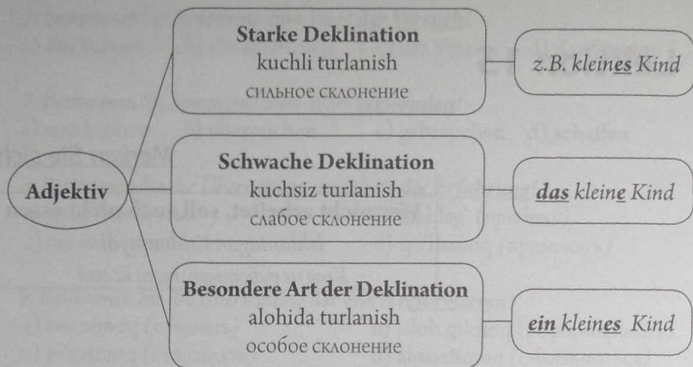 Adjektiv
Starke Deklination
kuchli turlanish
сильное склонение
z.B. kleines Kind
Schwache Deklination
kuchsiz turlanish
слабое склонение
das kleine Kind
Besondere Art der Deklination
alohida turlanish
особое склонение
ein kleines Kind